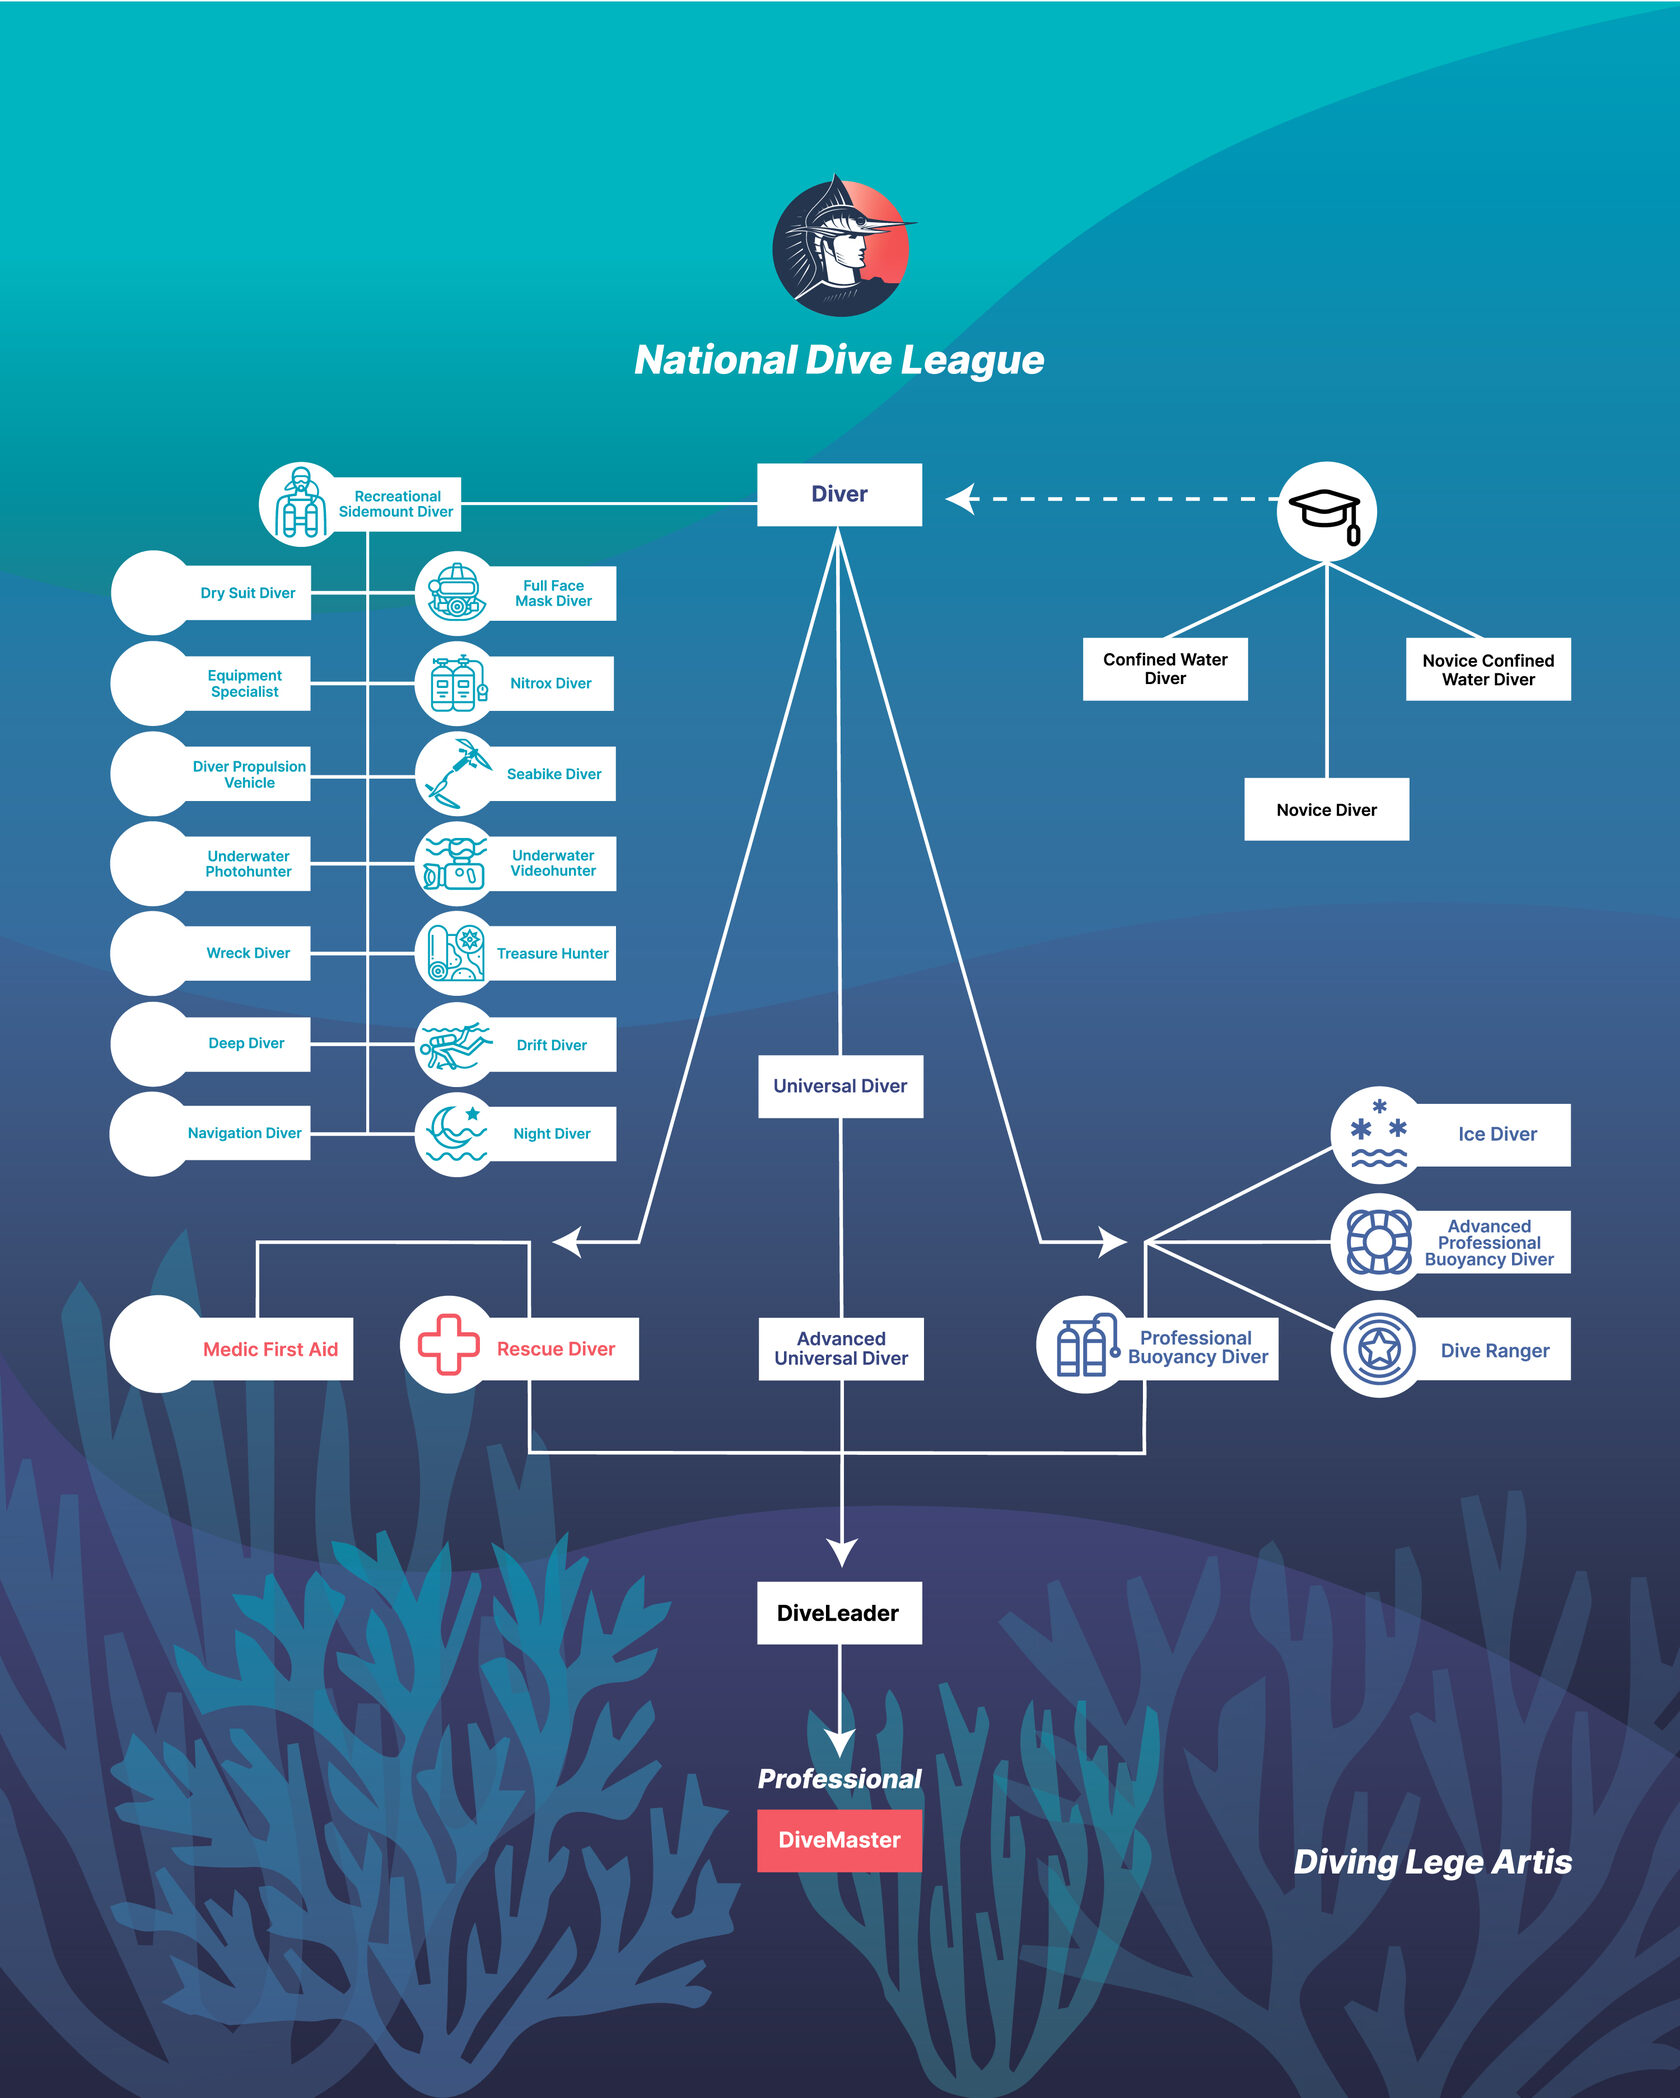 National Dive League
Recreational
Sidemount Diver
Diver
Dry Suit Diver
Full Face
Mask Diver
Equipment
Specialist
Nitrox Diver
Diver Propulsion
Vehicle
Seabike Diver
Underwater
Photohunter
Underwater
Videohunter
Wreck Diver
Treasure Hunter
Deep Diver
Drift Diver
Navigation Diver
Night Diver
Confined Water
Diver
Novice Confined
Water Diver
Novice Diver
Universal Diver
Ice Diver
Advanced
Professional
Buoyancy Diver
Medic First Aid
Rescue Diver
Advanced
Universal Diver
Professional
Buoyancy Diver
Dive Ranger
DiveLeader
Professional
DiveMaster
Diving Lege Artis